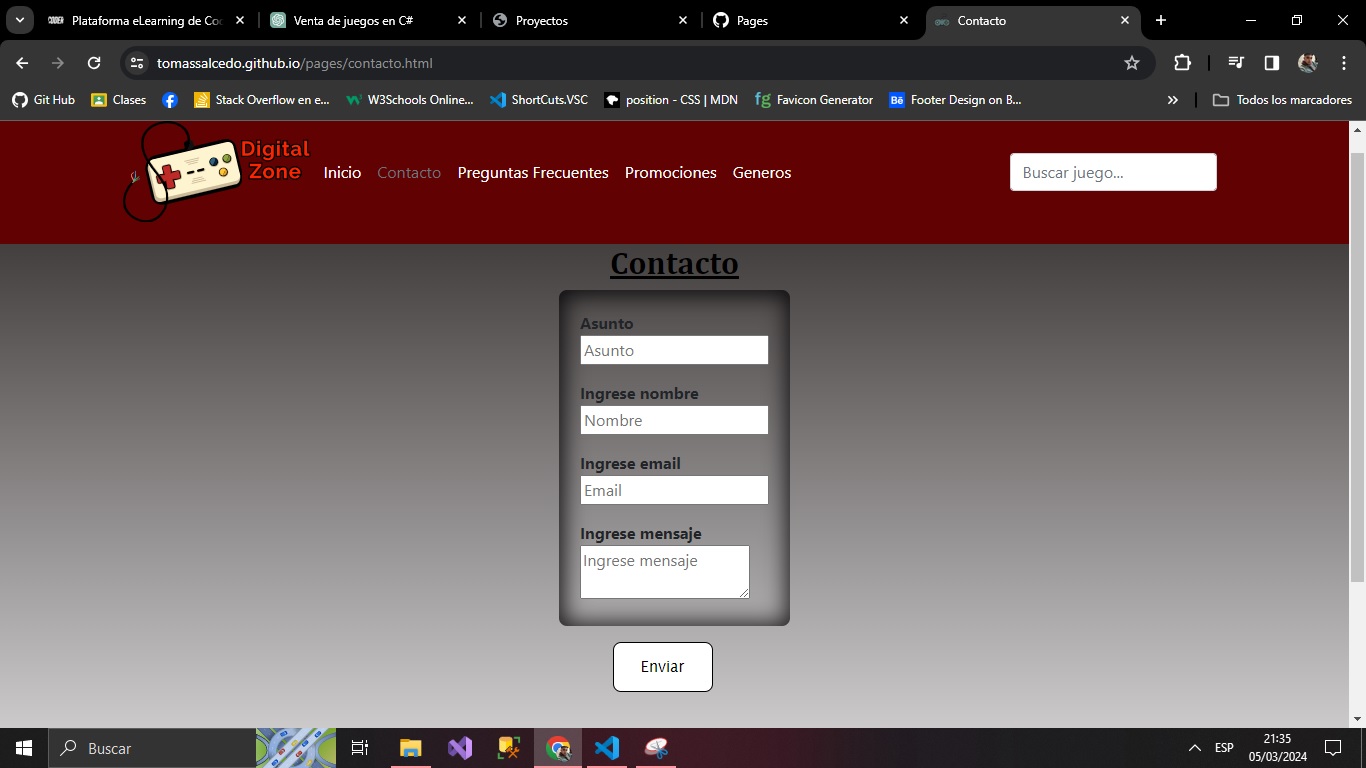 Plataforma eLearning de Co
Venta de juegos en C#
Proyectos
Pages
Contacto
tomassalcedo.github.io/pages/contacto.html
Git Hub
Clases
Stack Overflow en e...
W3Schools Online...
ShortCuts.VSC
position - CSS | MDN
fg
Favicon Generator
Bē
Footer Design on B...
Todos los marcadores
Digital
Zone
Inicio
Contacto
Preguntas Frecuentes
Promociones
Generos
Buscar juego...
Contacto
Asunto
Asunto
Ingrese nombre
Nombre
Ingrese email
Email
Ingrese mensaje
Ingrese mensaje
Enviar
Buscar
ESP
21:35
05/03/2024